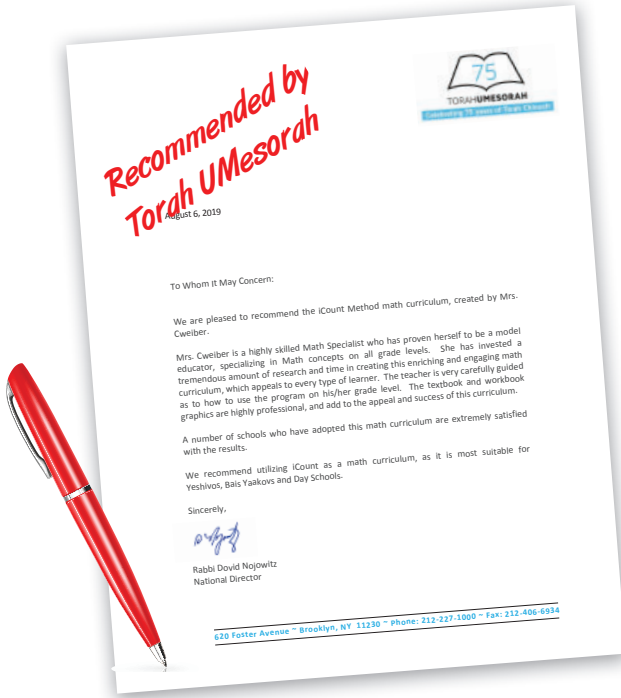 Recommended by
Torah UMesorah
75
TORAHUMESORAH
Celebrating 75 years of Torah Chinuch
August 6, 2019
To Whom It May Concern:
We are pleased to recommend the iCount Method math curriculum, created by Mrs.
Cweiber.
Mrs. Cweiber is a highly skilled Math Specialist who has proven herself to be a model
educator, specializing in Math concepts on all grade levels. She has invested a
tremendous amount of research and time in creating this enriching and engaging math
curriculum, which appeals to every type of learner. The teacher is very carefully guided
as to how to use the program on his/her grade level. The textbook and workbook
graphics are highly professional, and add to the appeal and success of this curriculum.
A number of schools who have adopted this math curriculum are extremely satisfied
with the results.
We recommend utilizing iCount as a math curriculum, as it is most suitable for
Yeshivos, Bais Yaakovs and Day Schools.
Sincerely,
Rabbi Dovid Nojowitz
National Director
620 Foster Avenue ~ Brooklyn, NY 11230 ~ Phone: 212-227-1000 ~ Fax: 212-406-6934